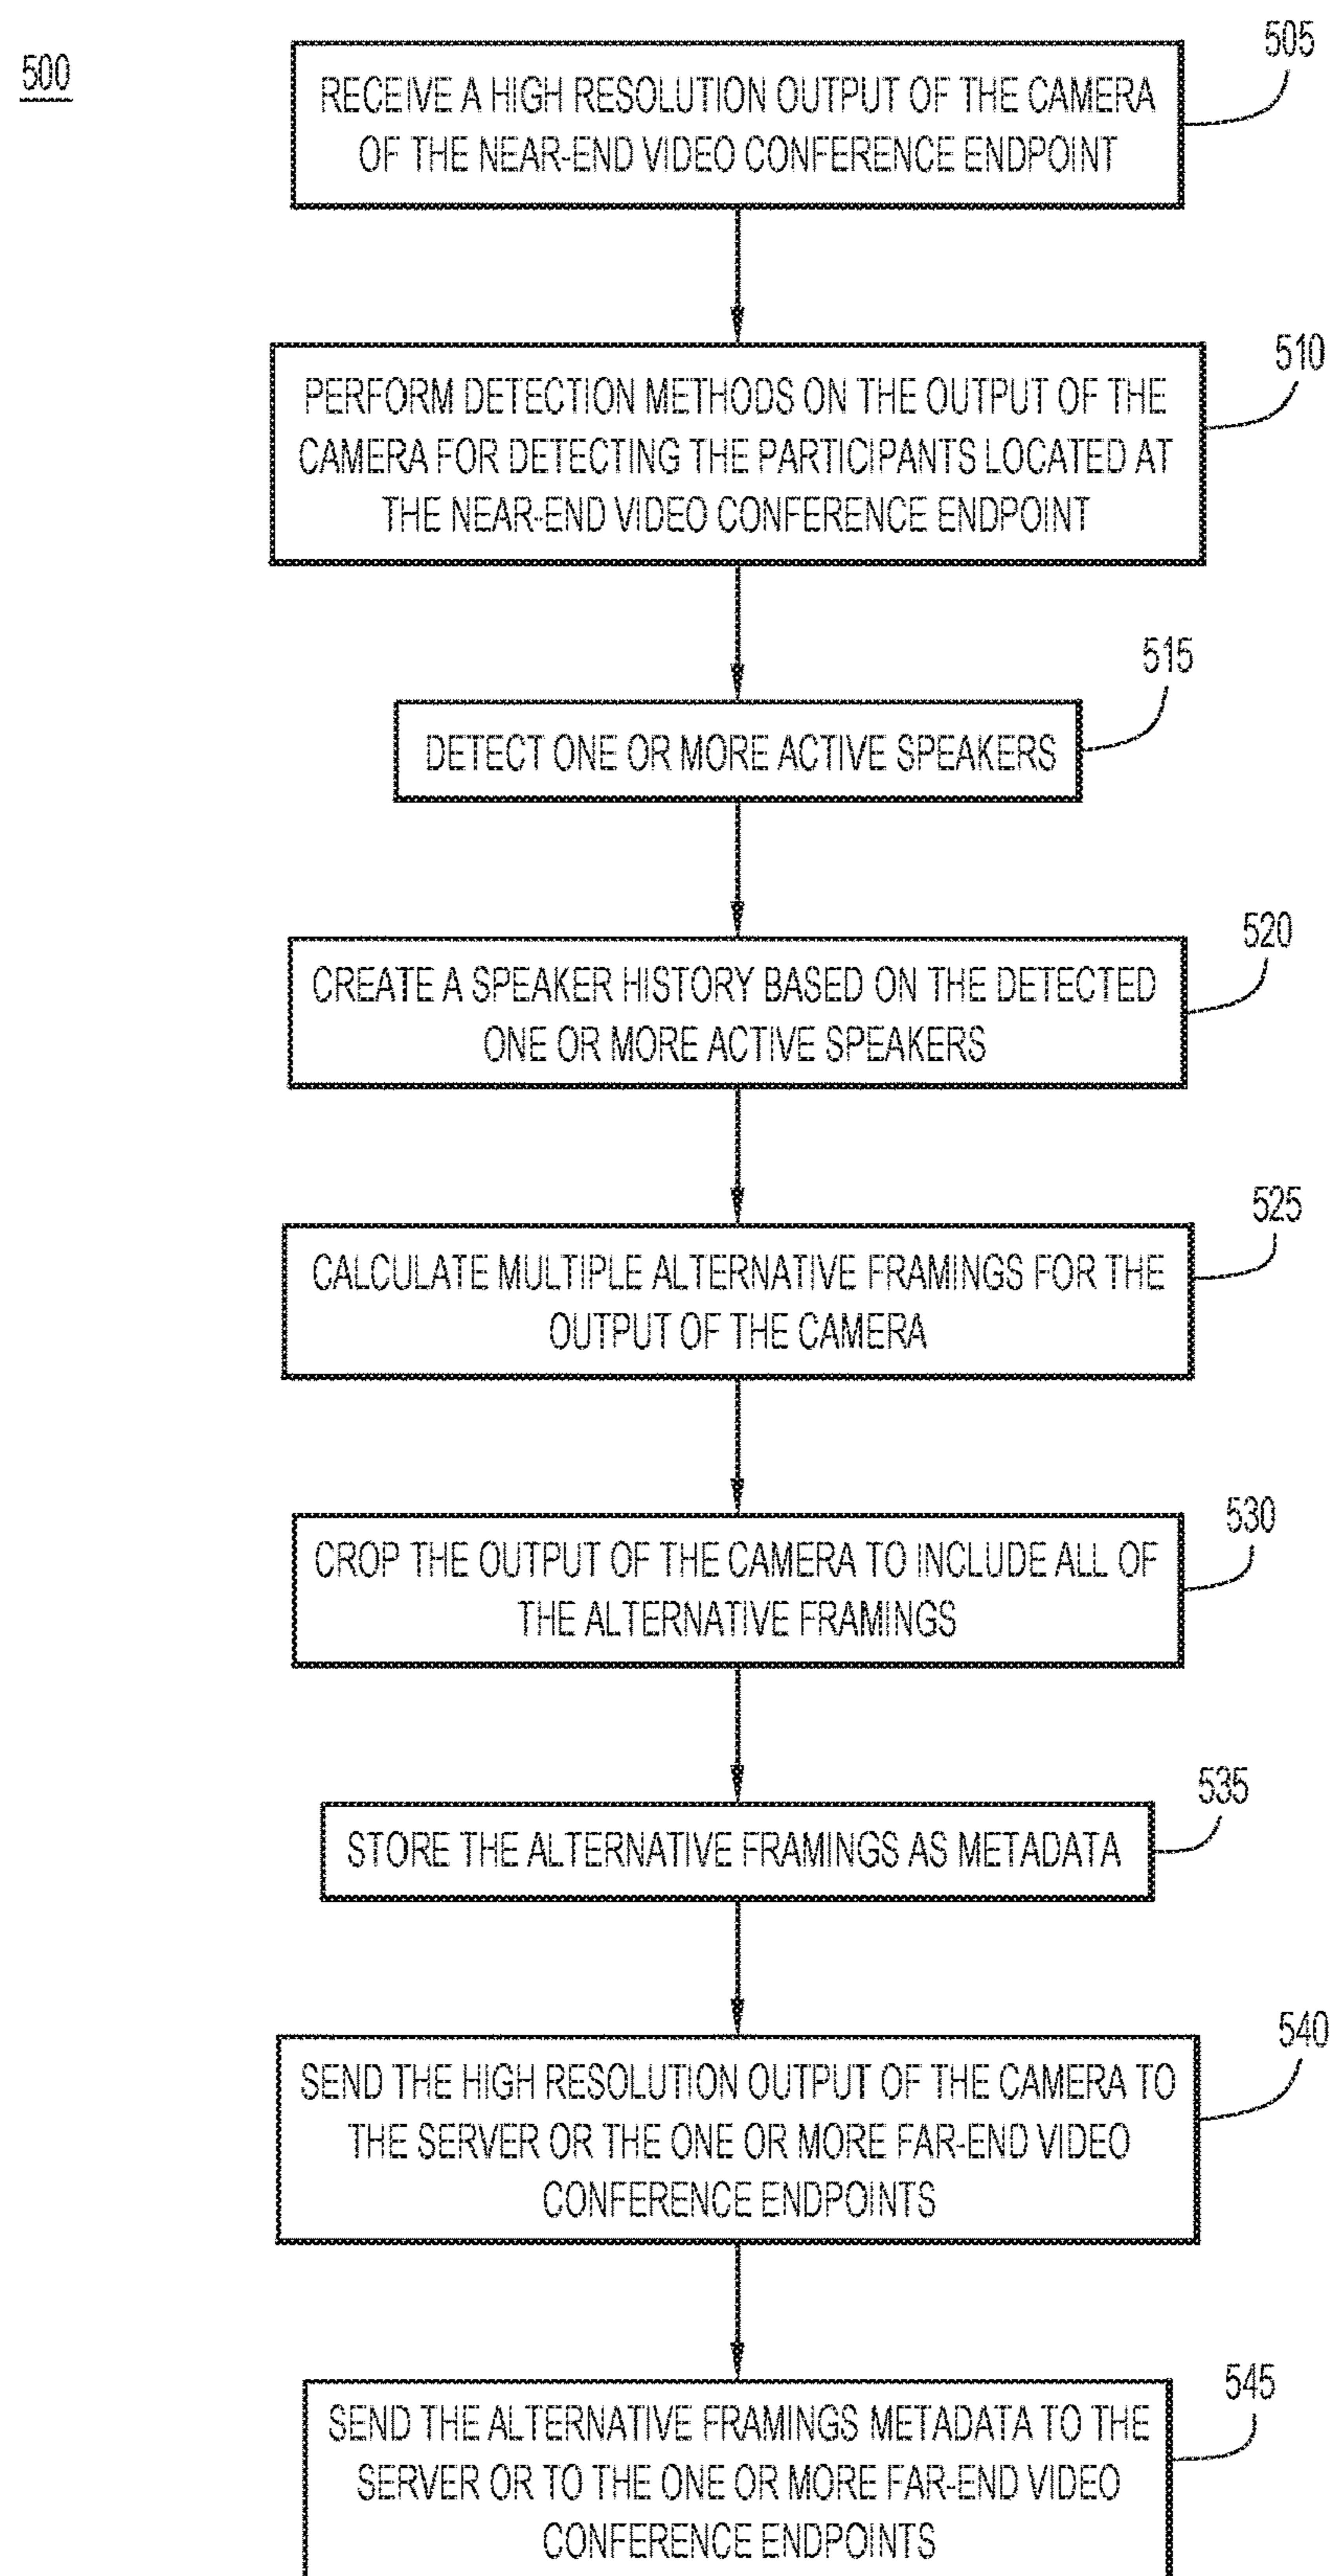 500
505
RECEIVE A HIGH RESOLUTION OUTPUT OF THE CAMERA
OF THE NEAR-END VIDEO CONFERENCE ENDPOINT
510
PERFORM DETECTION METHODS ON THE OUTPUT OF THE
CAMERA FOR DETECTING THE PARTICIPANTS LOCATED AT
THE NEAR-END VIDEO CONFERENCE ENDPOINT
515
DETECT ONE OR MORE ACTIVE SPEAKERS
520
CREATE A SPEAKER HISTORY BASED ON THE DETECTED
ONE OR MORE ACTIVE SPEAKERS
525
CALCULATE MULTIPLE ALTERNATIVE FRAMINGS FOR THE
OUTPUT OF THE CAMERA
530
CROP THE OUTPUT OF THE CAMERA TO INCLUDE ALL OF
THE ALTERNATIVE FRAMINGS
535
STORE THE ALTERNATIVE FRAMINGS AS METADATA
540
SEND THE HIGH RESOLUTION OUTPUT OF THE CAMERA TO
THE SERVER OR THE ONE OR MORE FAR-END VIDEO
CONFERENCE ENDPOINTS
545
SEND THE ALTERNATIVE FRAMINGS METADATA TO THE
SERVER OR TO THE ONE OR MORE FAR-END VIDEO
CONFERENCE ENDPOINTS